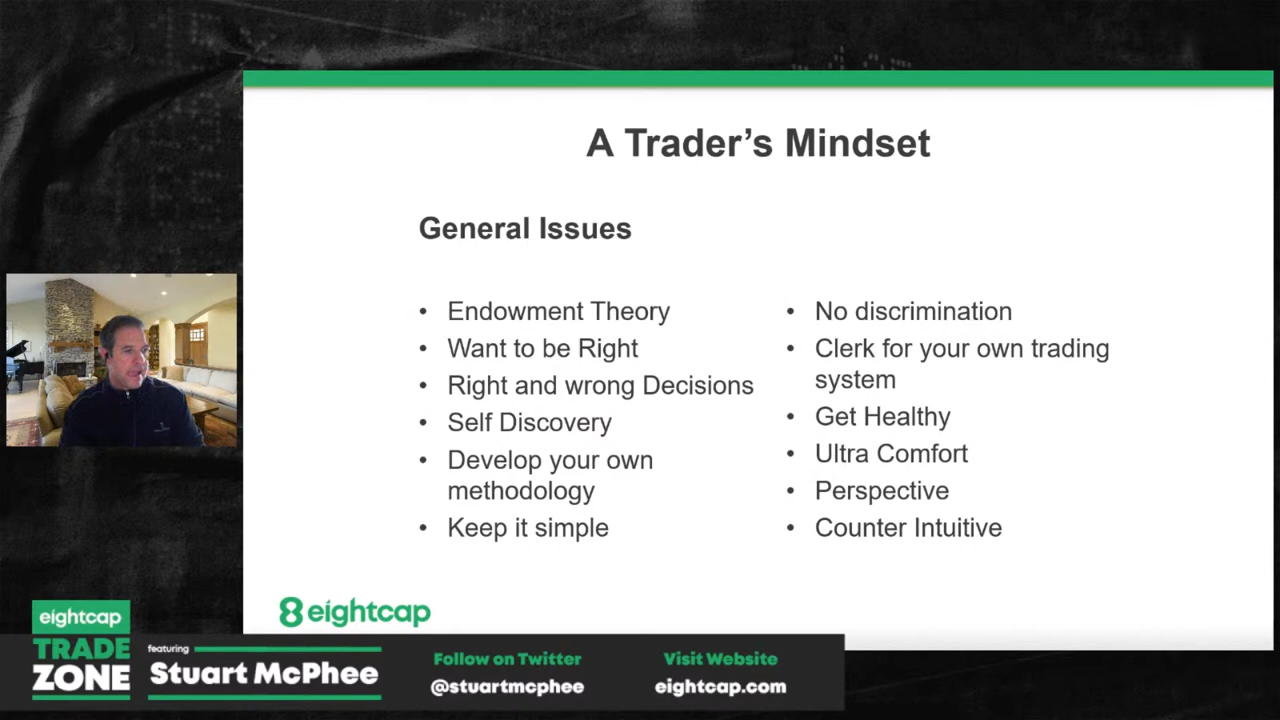 A Trader’s Mindset
General Issues
• Endowment Theory
• Want to be Right
• Right and wrong Decisions
• Self Discovery
• Develop your own
methodology
• Keep it simple
• No discrimination
• Clerk for your own trading
system
• Get Healthy
• Ultra Comfort
• Perspective
• Counter Intuitive
8 eightcap
eightcap
TRADE
ZONE
featuring
Stuart McPhee
Follow on Twitter
@stuartmcphee
Visit Website
eightcap.com